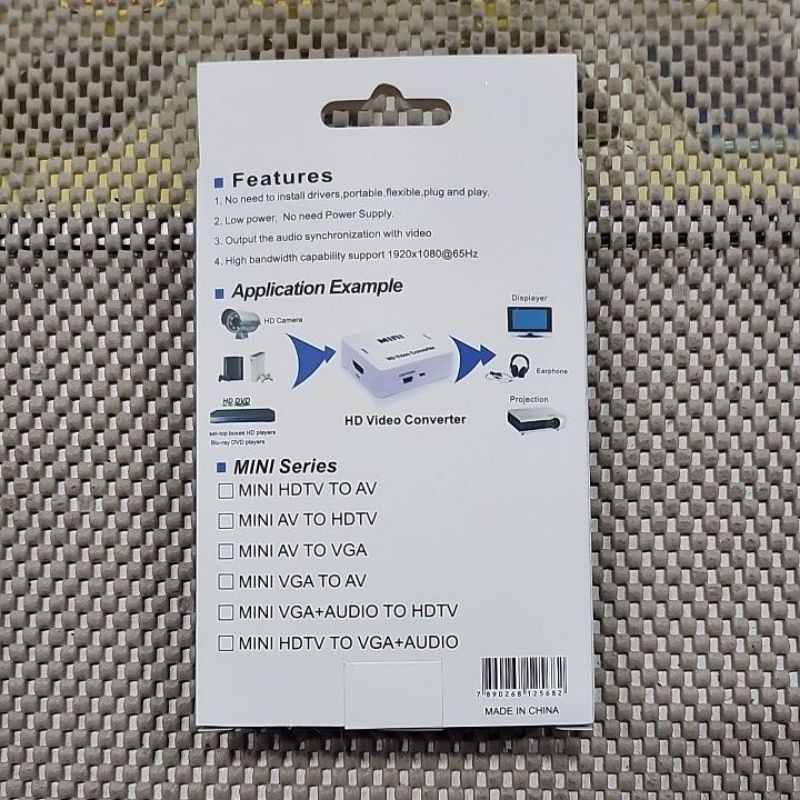 Features
1. No need to install drivers,portable,flexible,plug and play.
2. Low power, No need Power Supply.
3. Output the audio synchronization with video
4. High bandwidth capability support 1920x1080@65Hz
Application Example
HD Camera
HD DVD
set-top boxes HD players
Blu-ray DVD players
MINI
HD Video Converter
HD Video Converter
Displayer
Earphone
Projection
MINI Series
MINI HDTV TO AV
MINI AV TO HDTV
MINI AV TO VGA
MINI VGA TO AV
MINI VGA+AUDIO TO HDTV
MINI HDTV TO VGA+AUDIO
7 890268 125682
MADE IN CHINA